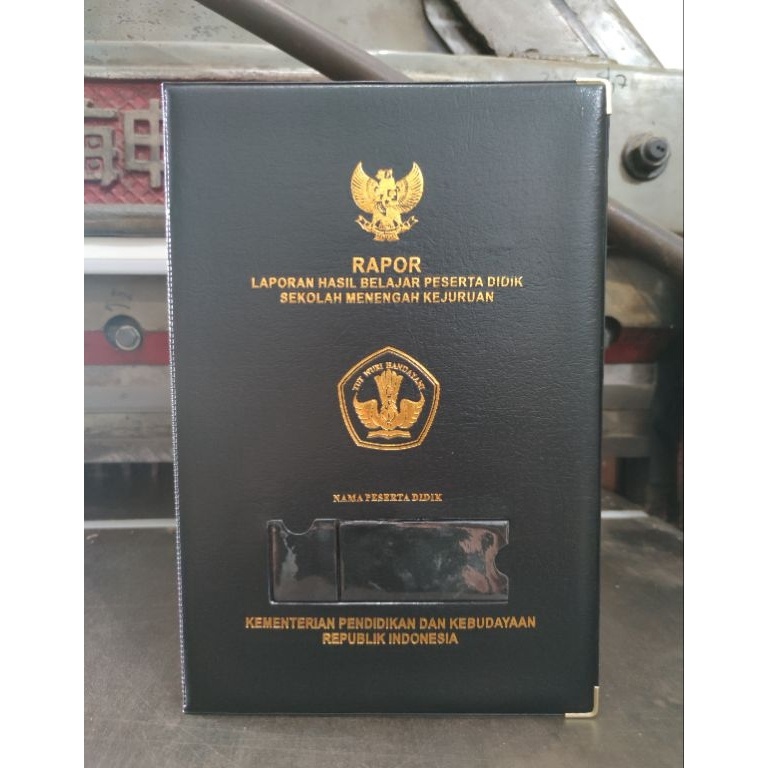 RAPOR
LAPORAN HASIL BELAJAR PESERTA DIDIK
SEKOLAH MENENGAH KEJURUAN
TUT WURI HANDAYANI
NAMA PESERTA DIDIK
KEMENTERIAN PENDIDIKAN DAN KEBUDAYAAN
REPUBLIK INDONESIA